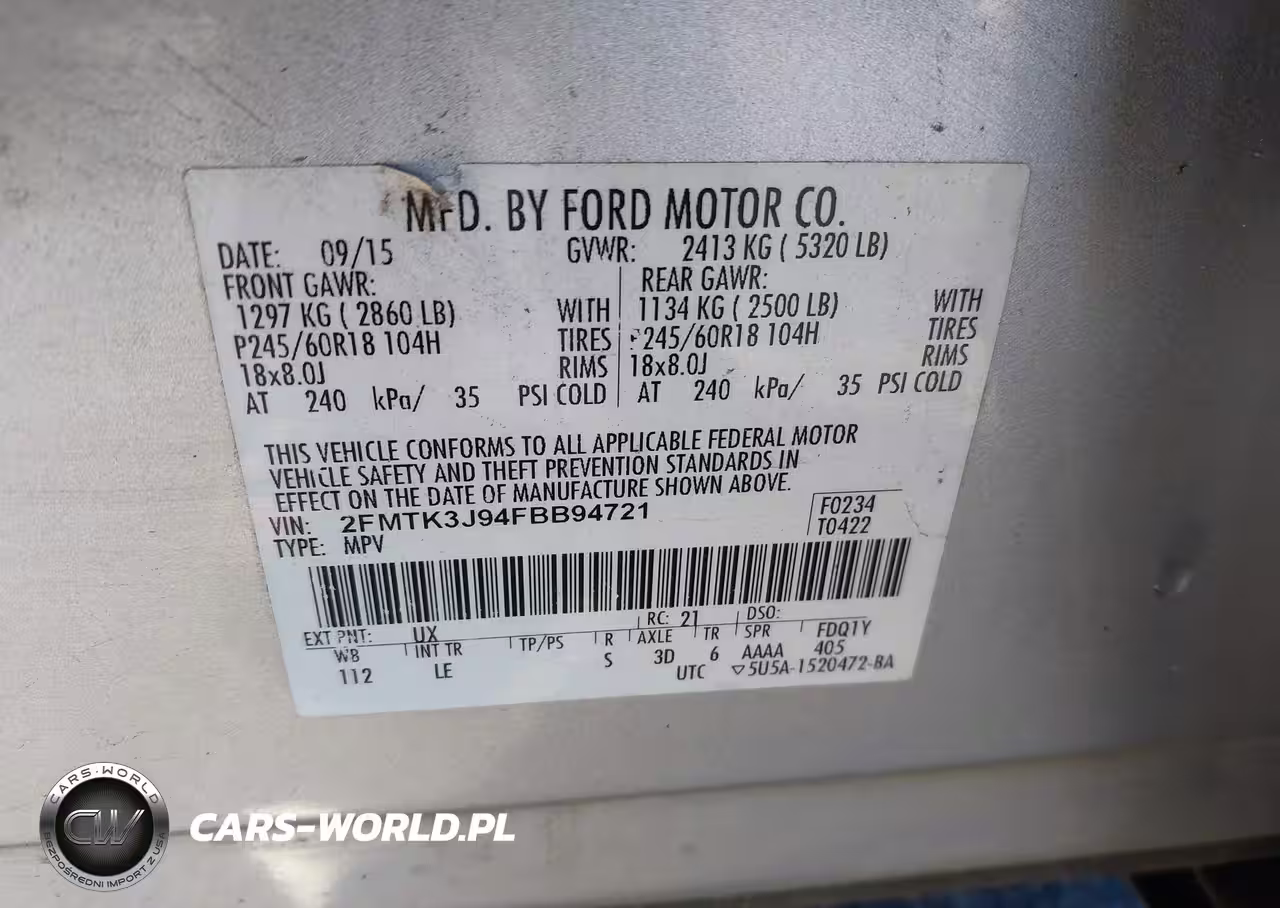 MFD. BY FORD MOTOR CO.
DATE: 09/15 GVWR: 2413 KG ( 5320 LB)
FRONT GAWR: REAR GAWR:
1297 KG ( 2860 LB) WITH 1134 KG ( 2500 LB) WITH
P245/60R18 104H TIRES P245/60R18 104H TIRES
18x8.0J RIMS 18x8.0J RIMS
AT 240 kPa/ 35 PSI COLD AT 240 kPa/ 35 PSI COLD
THIS VEHICLE CONFORMS TO ALL APPLICABLE FEDERAL MOTOR
VEHICLE SAFETY AND THEFT PREVENTION STANDARDS IN
EFFECT ON THE DATE OF MANUFACTURE SHOWN ABOVE.
VIN: 2FMTK3J94FBB94721 F0234
TYPE: MPV T0422
EXT PNT: UX RC: 21 DSO:
WB INT TR TP/PS R AXLE TR SPR FDQ1Y
112 LE S 3D 6 AAAA 405
UTC ▽5U5A-1520472-BA
CARS-WORLD
CW
BEZPOŚREDNI IMPORT Z USA
CARS-WORLD.PL